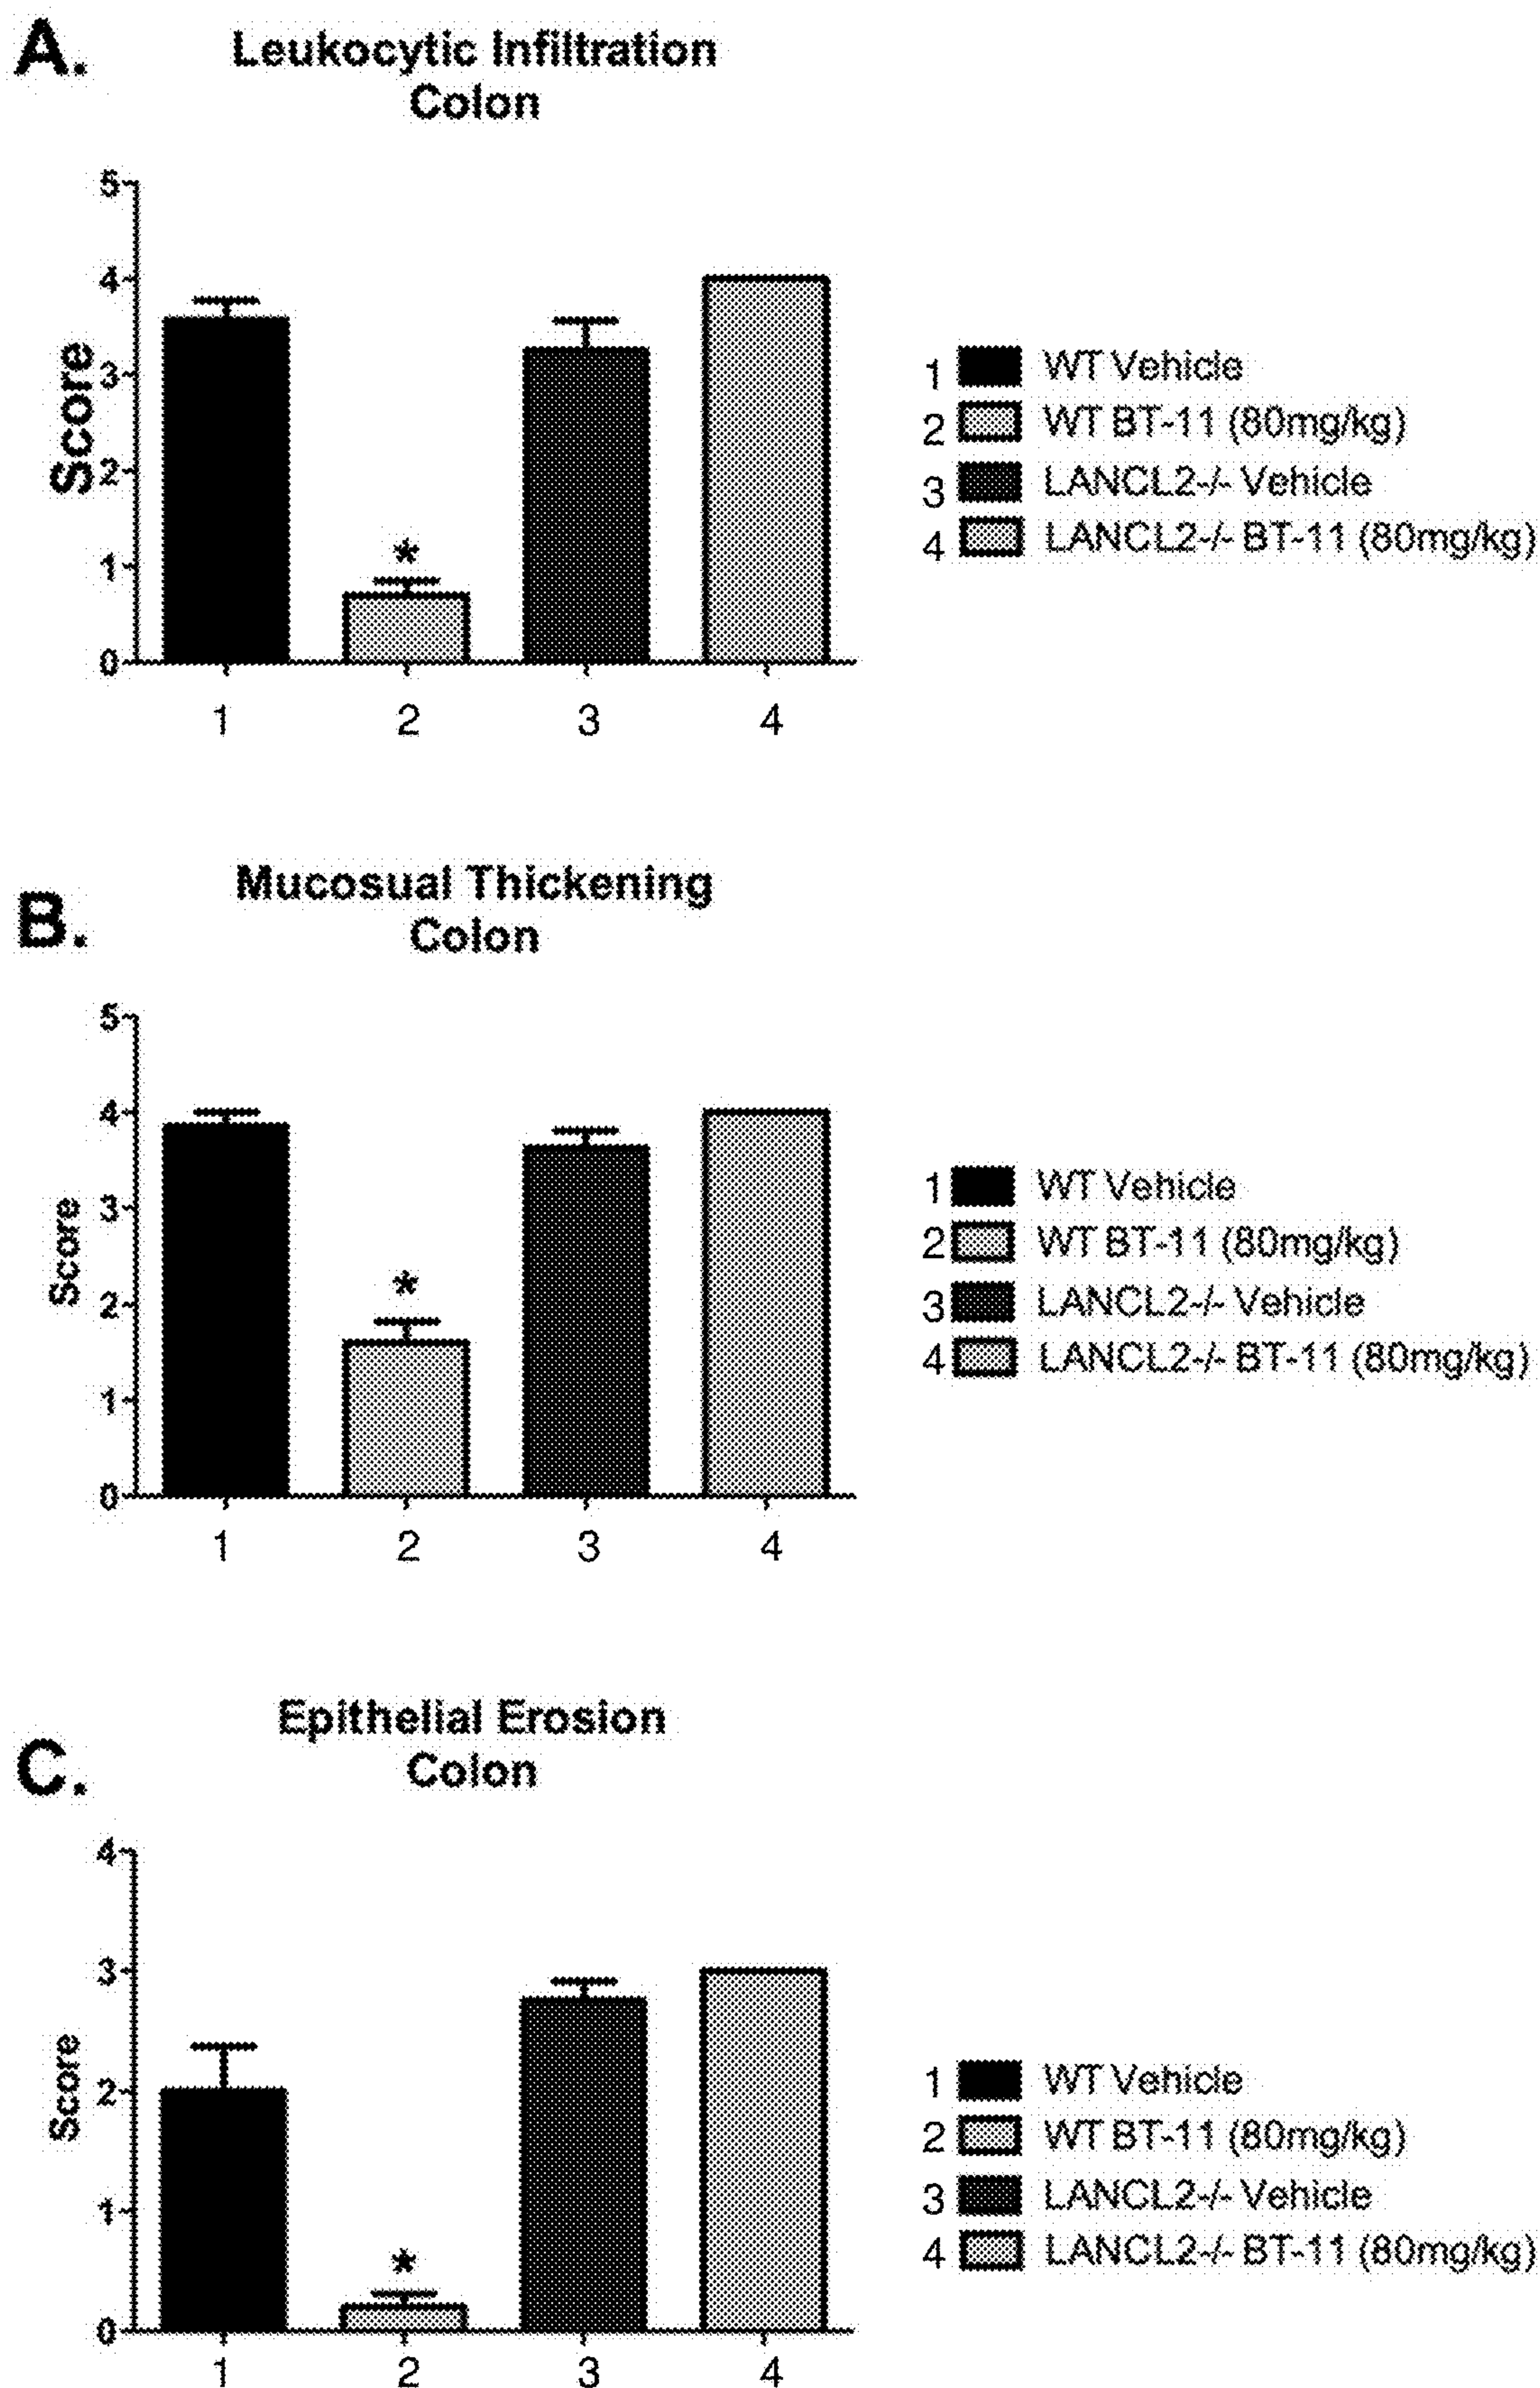 A.
Leukocytic Infiltration
Colon
5
4
3
2
1
0
Score
*
1 2 3 4
1 WT Vehicle
2 WT BT-11 (80mg/kg)
3 LANCL2-/- Vehicle
4 LANCL2-/- BT-11 (80mg/kg)
B.
Mucosual Thickening
Colon
5
4
3
2
1
0
Score
*
1 2 3 4
1 WT Vehicle
2 WT BT-11 (80mg/kg)
3 LANCL2-/- Vehicle
4 LANCL2-/- BT-11 (80mg/kg)
C.
Epithelial Erosion
Colon
4
3
2
1
0
Score
*
1 2 3 4
1 WT Vehicle
2 WT BT-11 (80mg/kg)
3 LANCL2-/- Vehicle
4 LANCL2-/- BT-11 (80mg/kg)